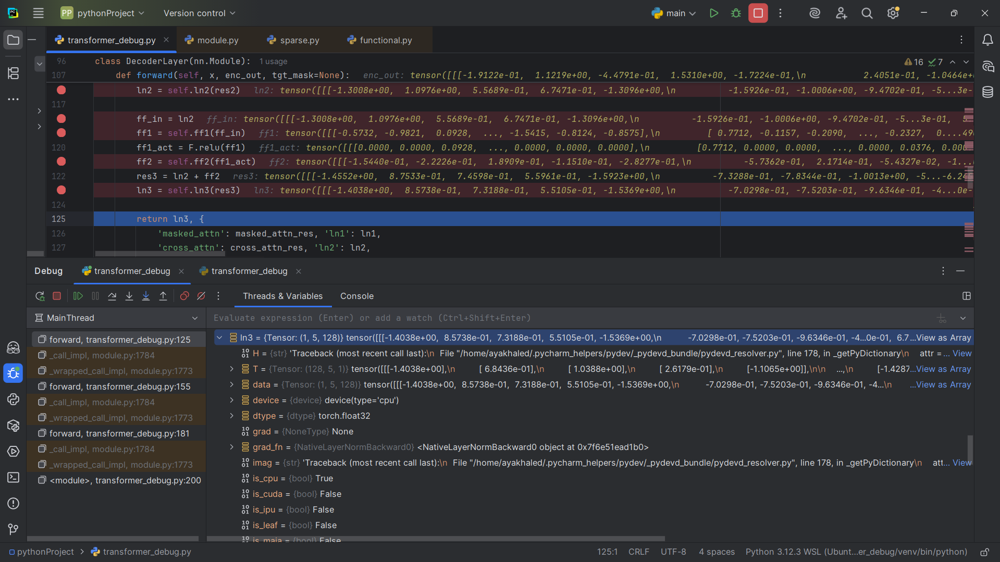 PP pythonProject Version control main
transformer_debug.py module.py sparse.py functional.py
96 class DecoderLayer(nn.Module): 1 usage 16 7
107 def forward(self, x, enc_out, tgt_mask=None): enc_out: tensor([[[-1.9122e-01, 1.1219e+00, -4.4791e-01, 1.5310e+00, -1.7224e-01,\n 2.4051e-01, -1.0464e+0
ln2 = self.ln2(res2) ln2: tensor([[[-1.3008e+00, 1.0976e+00, 5.5689e-01, 6.7471e-01, -1.3096e+00,\n -1.5926e-01, -1.0006e+00, -9.4702e-01, -5...3e-
117
ff_in = ln2 ff_in: tensor([[[-1.3008e+00, 1.0976e+00, 5.5689e-01, 6.7471e-01, -1.3096e+00,\n -1.5926e-01, -1.0006e+00, -9.4702e-01, -5...3e-01, 5.
ff1 = self.ff1(ff_in) ff1: tensor([[[-0.5732, -0.9821, 0.0928, ..., -1.5415, -0.8124, -0.8575],\n [ 0.7712, -0.1157, -0.2090, ..., -0.2327, 0....49
120 ff1_act = F.relu(ff1) ff1_act: tensor([[[0.0000, 0.0000, 0.0928, ..., 0.0000, 0.0000, 0.0000],\n [0.7712, 0.0000, 0.0000, ..., 0.0000, 0.0376, 0.000
ff2 = self.ff2(ff1_act) ff2: tensor([[[-1.5440e-01, -2.2226e-01, 1.8909e-01, -1.1510e-01, -2.8277e-01,\n -5.7362e-01, 2.1714e-01, -5.4327e-02, -1...
122 res3 = ln2 + ff2 res3: tensor([[[-1.4552e+00, 8.7533e-01, 7.4598e-01, 5.5961e-01, -1.5923e+00,\n -7.3288e-01, -7.8344e-01, -1.0013e+00, -5...-6.24
ln3 = self.ln3(res3) ln3: tensor([[[-1.4038e+00, 8.5738e-01, 7.3188e-01, 5.5105e-01, -1.5369e+00,\n -7.0298e-01, -7.5203e-01, -9.6346e-01, -4...0e-
124
125 return ln3, {
126 'masked_attn': masked_attn_res, 'ln1': ln1,
127 'cross_attn': cross_attn_res, 'ln2': ln2,
Debug transformer_debug transformer_debug
Threads & Variables Console
MainThread Evaluate expression (Enter) or add a watch (Ctrl+Shift+Enter)
forward, transformer_debug.py:125
_call_impl, module.py:1784
_wrapped_call_impl, module.py:1773
forward, transformer_debug.py:155
_call_impl, module.py:1784
_wrapped_call_impl, module.py:1773
forward, transformer_debug.py:181
_call_impl, module.py:1784
_wrapped_call_impl, module.py:1773
<module>, transformer_debug.py:200
ln3 = {Tensor: (1, 5, 128)} tensor([[[-1.4038e+00, 8.5738e-01, 7.3188e-01, 5.5105e-01, -1.5369e+00,\n -7.0298e-01, -7.5203e-01, -9.6346e-01, -4...0e-01, 6.7...View as Array
H = {str} 'Traceback (most recent call last):\n File "/home/ayakhaled/.pycharm_helpers/pydev/_pydevd_bundle/pydevd_resolver.py", line 178, in _getPyDictionary\n attr =... View
T = {Tensor: (128, 5, 1)} tensor([[[-1.4038e+00],\n [ 6.8436e-01],\n [ 1.0388e+00],\n [ 2.6179e-01],\n [-1.1065e+00]],\n\n ...,\n [-1.4287...View as Array
data = {Tensor: (1, 5, 128)} tensor([[[-1.4038e+00, 8.5738e-01, 7.3188e-01, 5.5105e-01, -1.5369e+00,\n -7.0298e-01, -7.5203e-01, -9.6346e-01, -4...\n ...View as Array
device = {device} device(type='cpu')
dtype = {dtype} torch.float32
grad = {NoneType} None
grad_fn = {NativeLayerNormBackward0} <NativeLayerNormBackward0 object at 0x7f6e51ead1b0>
imag = {str} 'Traceback (most recent call last):\n File "/home/ayakhaled/.pycharm_helpers/pydev/_pydevd_bundle/pydevd_resolver.py", line 178, in _getPyDictionary\n att... View
is_cpu = {bool} True
is_cuda = {bool} False
is_ipu = {bool} False
is_leaf = {bool} False
is_maia = {bool} False
pythonProject > transformer_debug.py 125:1 CRLF UTF-8 4 spaces Python 3.12.3 WSL (Ubunt...er_debug/venv/bin/python)